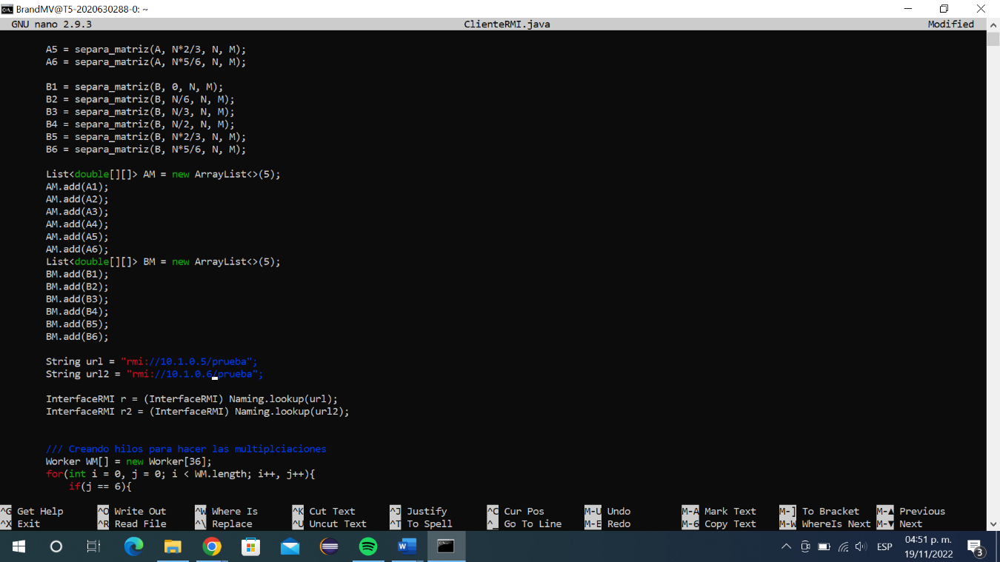 BrandMV@T5-2020630288-0: ~
GNU nano 2.9.3 ClienteRMI.java Modified
A5 = separa_matriz(A, N*2/3, N, M);
A6 = separa_matriz(A, N*5/6, N, M);
B1 = separa_matriz(B, 0, N, M);
B2 = separa_matriz(B, N/6, N, M);
B3 = separa_matriz(B, N/3, N, M);
B4 = separa_matriz(B, N/2, N, M);
B5 = separa_matriz(B, N*2/3, N, M);
B6 = separa_matriz(B, N*5/6, N, M);
List<double[][]> AM = new ArrayList<>(5);
AM.add(A1);
AM.add(A2);
AM.add(A3);
AM.add(A4);
AM.add(A5);
AM.add(A6);
List<double[][]> BM = new ArrayList<>(5);
BM.add(B1);
BM.add(B2);
BM.add(B3);
BM.add(B4);
BM.add(B5);
BM.add(B6);
String url = "rmi://10.1.0.5/prueba";
String url2 = "rmi://10.1.0.6/prueba";
InterfaceRMI r = (InterfaceRMI) Naming.lookup(url);
InterfaceRMI r2 = (InterfaceRMI) Naming.lookup(url2);
/// Creando hilos para hacer las multiplciaciones
Worker WM[] = new Worker[36];
for(int i = 0, j = 0; i < WM.length; i++, j++){
if(j == 6){
^G Get Help ^O Write Out ^W Where Is ^K Cut Text ^J Justify ^C Cur Pos M-U Undo M-A Mark Text M-] To Bracket M-▲ Previous
^X Exit ^R Read File ^\ Replace ^U Uncut Text ^T To Spell ^_ Go To Line M-E Redo M-6 Copy Text M-W WhereIs Next M-▼ Next
ESP
04:51 p. m.
19/11/2022
3